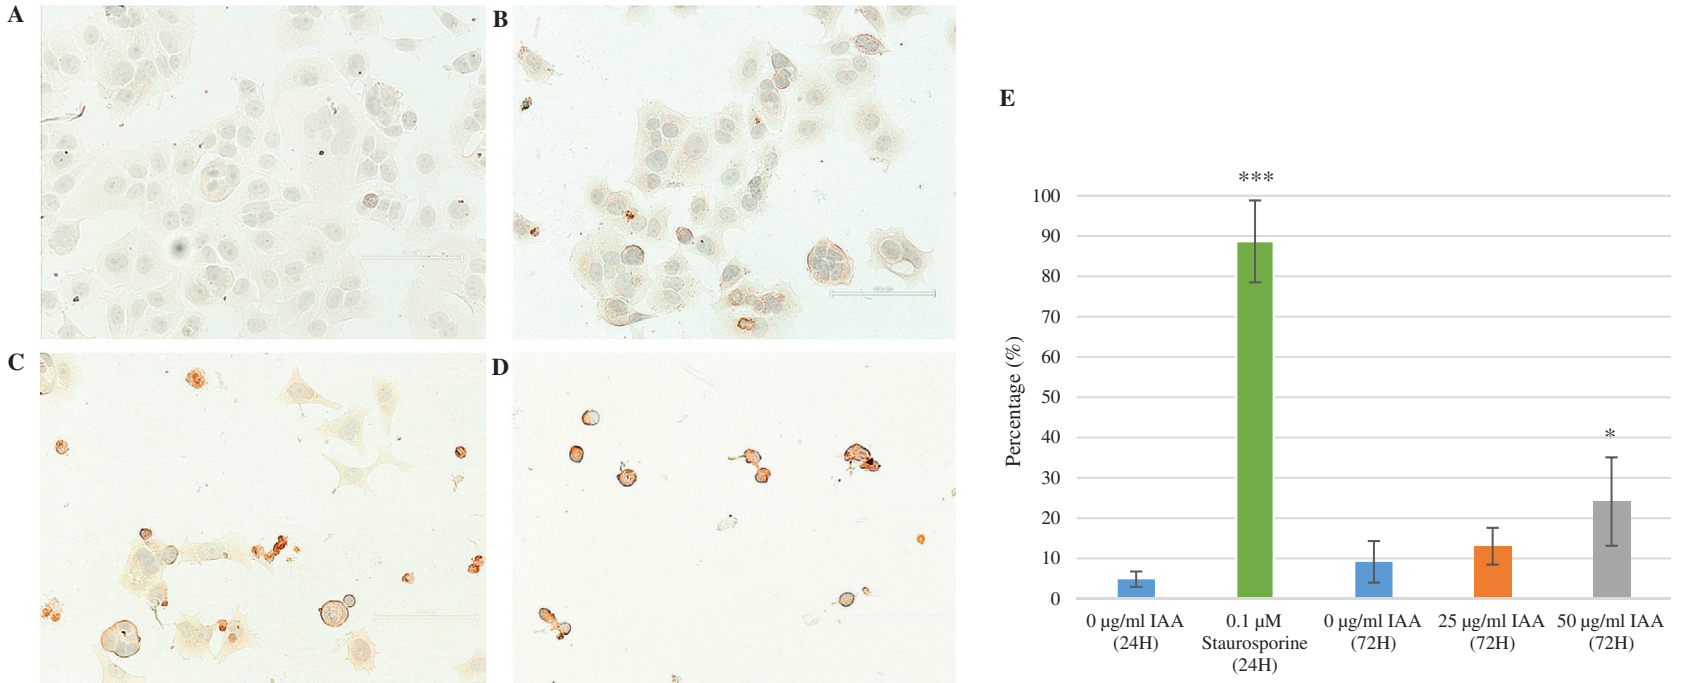 A
B
C
D
E
***
*
Percentage (%)
100
90
80
70
60
50
40
30
20
10
0
0 µg/ml IAA
(24H)
0.1 µM
Staurosporine
(24H)
0 µg/ml IAA
(72H)
25 µg/ml IAA
(72H)
50 µg/ml IAA
(72H)